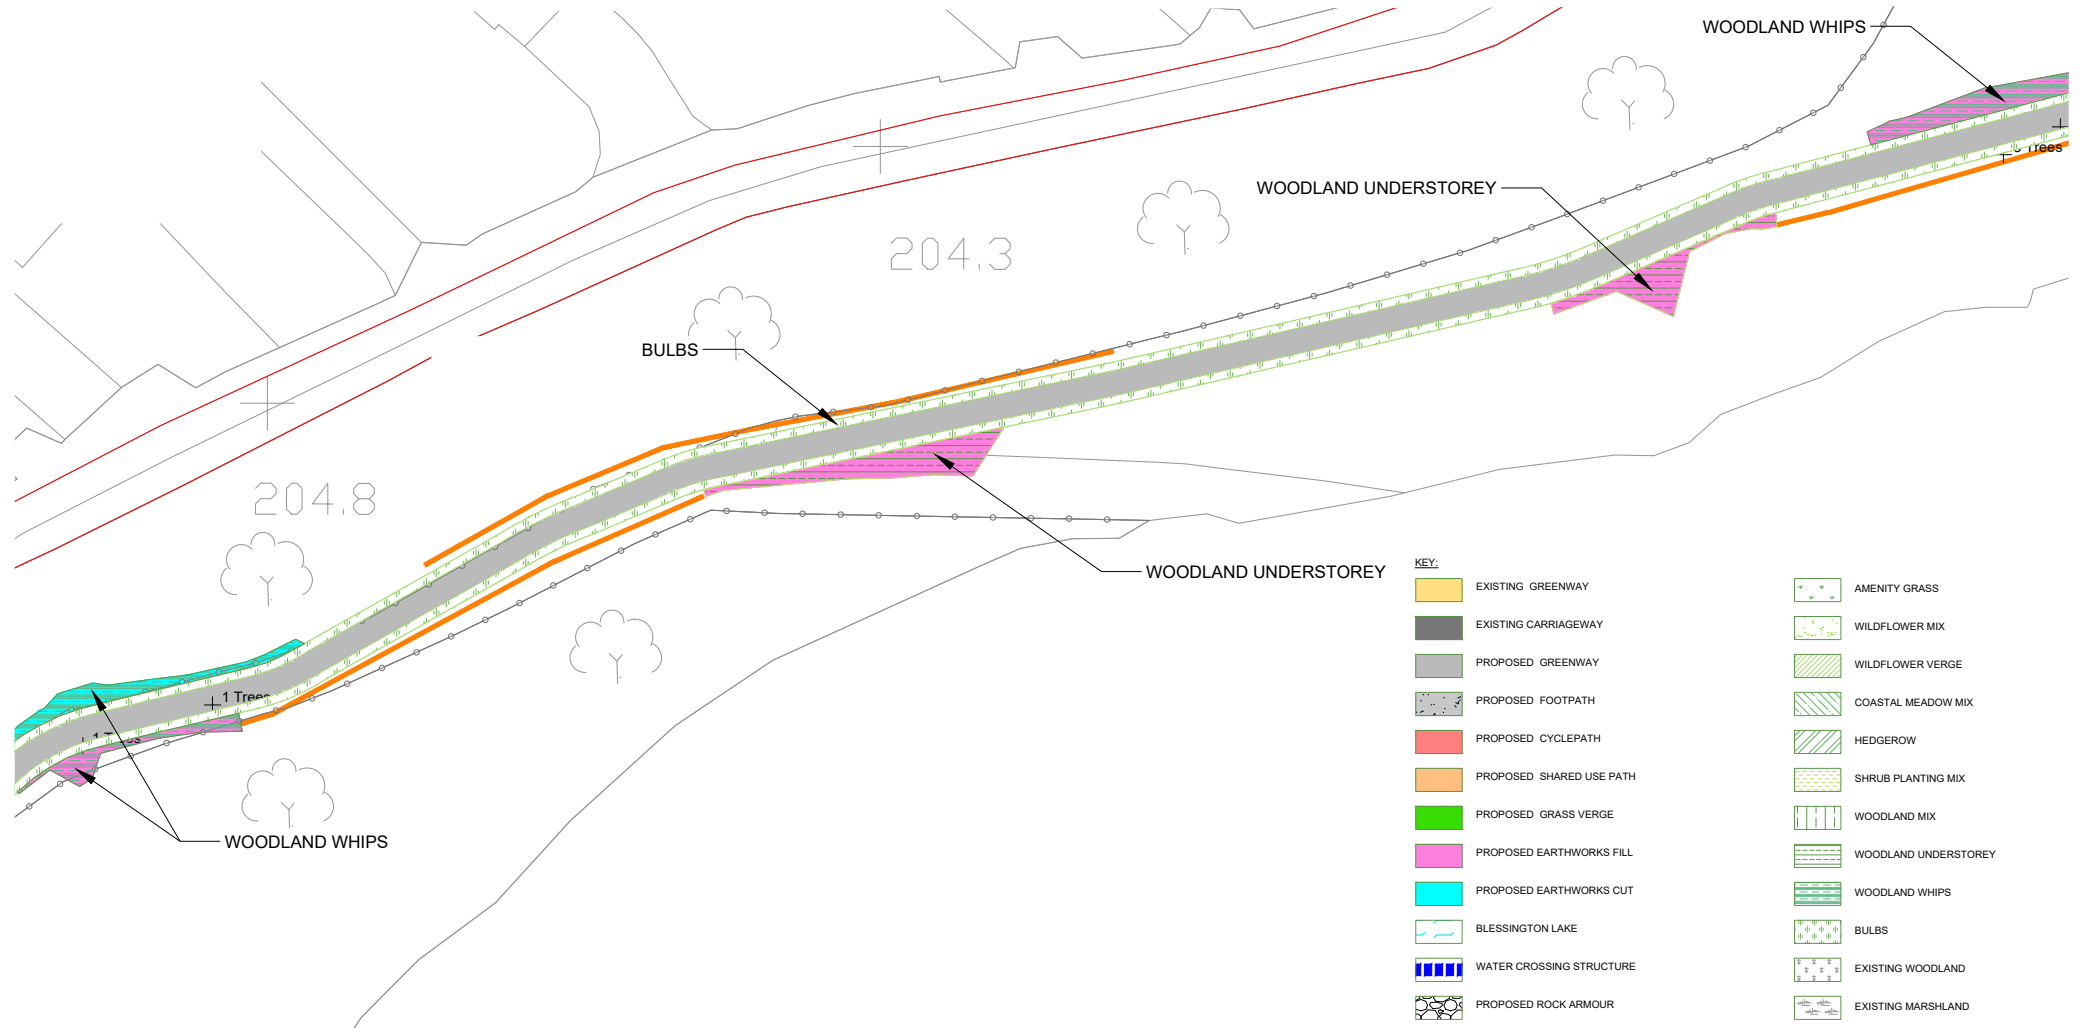 WOODLAND WHIPS
Trees
WOODLAND UNDERSTOREY
204.3
BULBS
204.8
WOODLAND UNDERSTOREY
1 Trees
WOODLAND WHIPS
KEY:
EXISTING GREENWAY
EXISTING CARRIAGEWAY
PROPOSED GREENWAY
PROPOSED FOOTPATH
PROPOSED CYCLEPATH
PROPOSED SHARED USE PATH
PROPOSED GRASS VERGE
PROPOSED EARTHWORKS FILL
PROPOSED EARTHWORKS CUT
BLESSINGTON LAKE
WATER CROSSING STRUCTURE
PROPOSED ROCK ARMOUR
AMENITY GRASS
WILDFLOWER MIX
WILDFLOWER VERGE
COASTAL MEADOW MIX
HEDGEROW
SHRUB PLANTING MIX
WOODLAND MIX
WOODLAND UNDERSTOREY
WOODLAND WHIPS
BULBS
EXISTING WOODLAND
EXISTING MARSHLAND